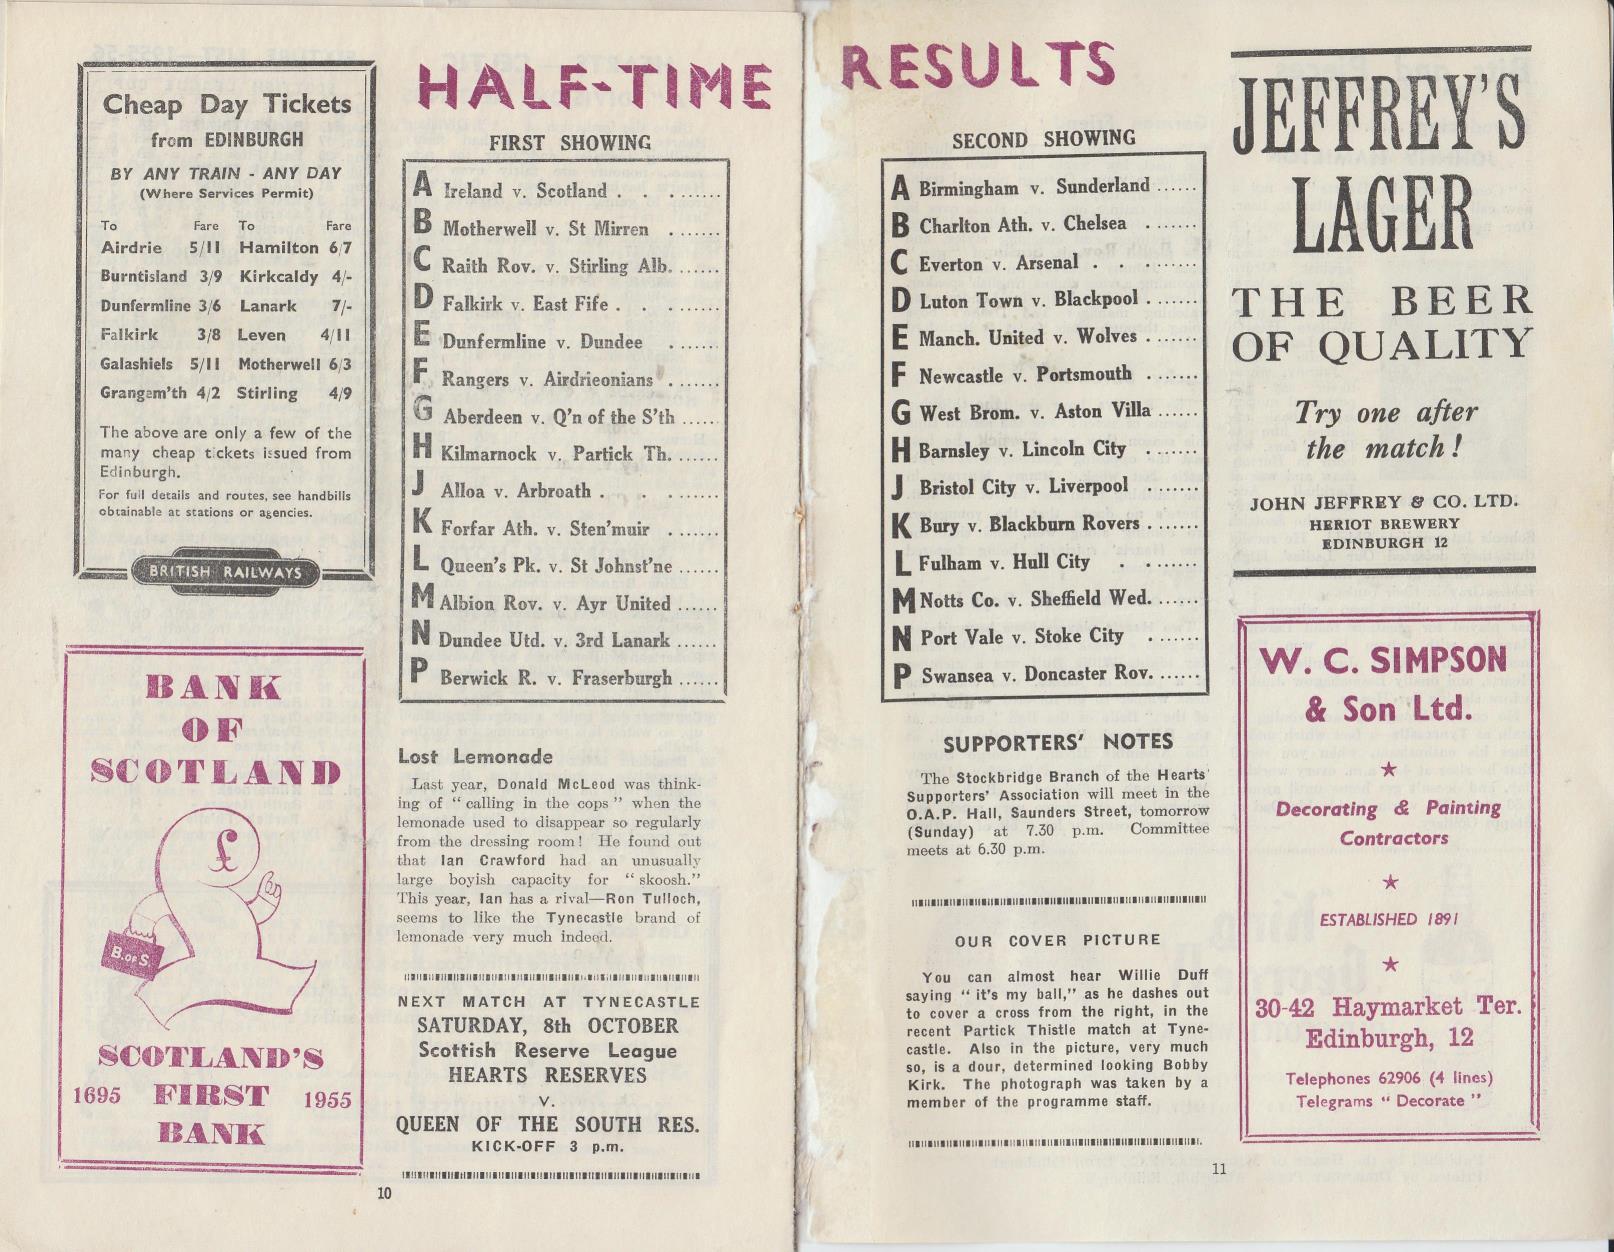 Cheap Day Tickets
from EDINBURGH
BY ANY TRAIN - ANY DAY
(Where Services Permit)
To Fare To Fare
Airdrie 5/11 Hamilton 6/7
Burntisland 3/9 Kirkcaldy 4/-
Dunfermline 3/6 Lanark 7/-
Falkirk 3/8 Leven 4/11
Galashiels 5/11 Motherwell 6/3
Grangem'th 4/2 Stirling 4/9
The above are only a few of the
many cheap tickets issued from
Edinburgh.
For full details and routes, see handbills
obtainable at stations or agencies.
BRITISH RAILWAYS
BANK
OF
SCOTLAND
£
B.OF S.
SCOTLAND'S
1695 FIRST 1955
BANK
HALF-TIME
FIRST SHOWING
A Ireland v. Scotland . . . .......
B Motherwell v. St Mirren . .......
C Raith Rov. v. Stirling Alb. ......
D Falkirk v. East Fife . . . .......
E Dunfermline v. Dundee . .......
F Rangers v. Airdrieonians . .......
G Aberdeen v. Q'n of the S'th ......
H Kilmarnock v. Partick Th. .......
J Alloa v. Arbroath . . . .......
K Forfar Ath. v. Sten'muir . .......
L Queen's Pk. v. St Johnst'ne ......
M Albion Rov. v. Ayr United ......
N Dundee Utd. v. 3rd Lanark ......
P Berwick R. v. Fraserburgh ......
Lost Lemonade
Last year, Donald McLeod was think-
ing of "calling in the cops" when the
lemonade used to disappear so regularly
from the dressing room! He found out
that Ian Crawford had an unusually
large boyish capacity for "skoosh."
This year, Ian has a rival—Ron Tulloch,
seems to like the Tynecastle brand of
lemonade very much indeed.
NEXT MATCH AT TYNECASTLE
SATURDAY, 8th OCTOBER
Scottish Reserve League
HEARTS RESERVES
v.
QUEEN OF THE SOUTH RES.
KICK-OFF 3 p.m.
10
RESULTS
SECOND SHOWING
A Birmingham v. Sunderland ......
B Charlton Ath. v. Chelsea . .......
C Everton v. Arsenal . . . .......
D Luton Town v. Blackpool . .......
E Manch. United v. Wolves . .......
F Newcastle v. Portsmouth . .......
G West Brom. v. Aston Villa ......
H Barnsley v. Lincoln City . .......
J Bristol City v. Liverpool . .......
K Bury v. Blackburn Rovers . .......
L Fulham v. Hull City . . .......
M Notts Co. v. Sheffield Wed. ......
N Port Vale v. Stoke City . .......
P Swansea v. Doncaster Rov. ......
SUPPORTERS' NOTES
The Stockbridge Branch of the Hearts'
Supporters' Association will meet in the
O.A.P. Hall, Saunders Street, tomorrow
(Sunday) at 7.30 p.m. Committee
meets at 6.30 p.m.
OUR COVER PICTURE
You can almost hear Willie Duff
saying "it's my ball," as he dashes out
to cover a cross from the right, in the
recent Partick Thistle match at Tyne-
castle. Also in the picture, very much
so, is a dour, determined looking Bobby
Kirk. The photograph was taken by a
member of the programme staff.
11
JEFFREY'S
LAGER
THE BEER
OF QUALITY
Try one after
the match!
JOHN JEFFREY & CO. LTD.
HERIOT BREWERY
EDINBURGH 12
W. C. SIMPSON
& Son Ltd.
Decorating & Painting
Contractors
ESTABLISHED 1891
30-42 Haymarket Ter.
Edinburgh, 12
Telephones 62906 (4 lines)
Telegrams "Decorate"